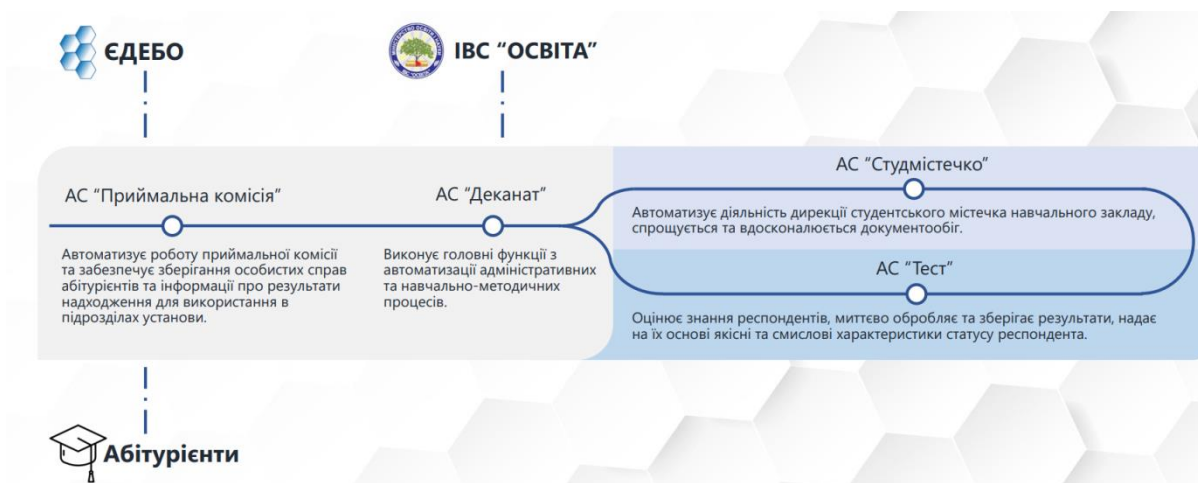 ЄДЕБО
ІВС “ОСВІТА”
АС “Приймальна комісія”
Автоматизує роботу приймальної комісії
та забезпечує зберігання особистих справ
абітурієнтів та інформації про результати
надходження для використання в
підрозділах установи.
АС “Деканат”
Виконує головні функції з
автоматизації адміністративних
та навчально-методичних
процесів.
АС “Студмістечко”
Автоматизує діяльність дирекції студентського містечка навчального закладу,
спрощується та вдосконалюється документообіг.
АС “Тест”
Оцінює знання респондентів, миттєво обробляє та зберігає результати, надає
на їх основі якісні та смислові характеристики статусу респондента.
Абітурієнти